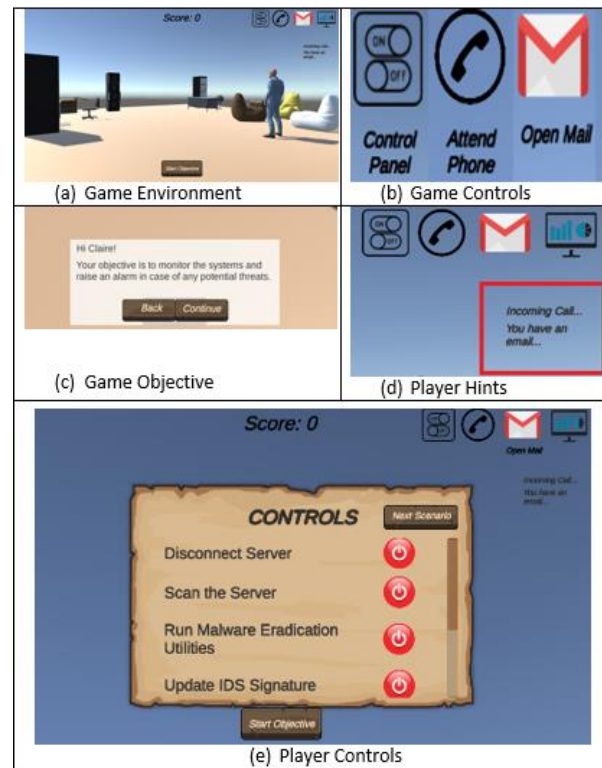 Score: 0
Incoming Call...
You have an
email...
Start Objective
(a) Game Environment
ON
OFF
Control
Panel
Attend
Phone
Open Mail
(b) Game Controls
Hi Claire!
Your objective is to monitor the systems and
raise an alarm in case of any potential threats.
Back
Continue
(c) Game Objective
Incoming Call...
You have an
email...
(d) Player Hints
Score: 0
Open Mail
Incoming Call...
You have an
email...
CONTROLS
Next Scenario
Disconnect Server
Scan the Server
Run Malware Eradication
Utilities
Update IDS Signature
Start Objective
(e) Player Controls